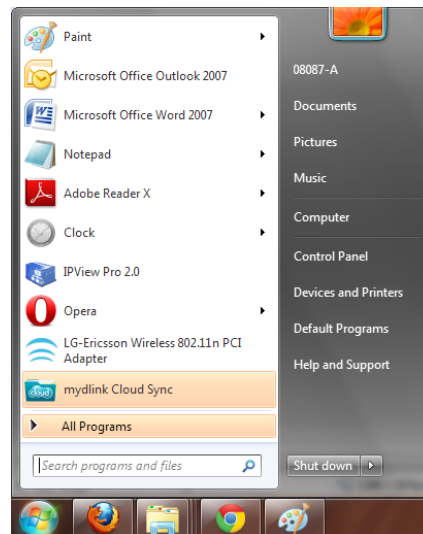 Paint
Microsoft Office Outlook 2007
Microsoft Office Word 2007
Notepad
Adobe Reader X
Clock
IPView Pro 2.0
Opera
LG-Ericsson Wireless 802.11n PCI
Adapter
cloud
mydlink Cloud Sync
All Programs
Search programs and files
08087-A
Documents
Pictures
Music
Computer
Control Panel
Devices and Printers
Default Programs
Help and Support
Shut down